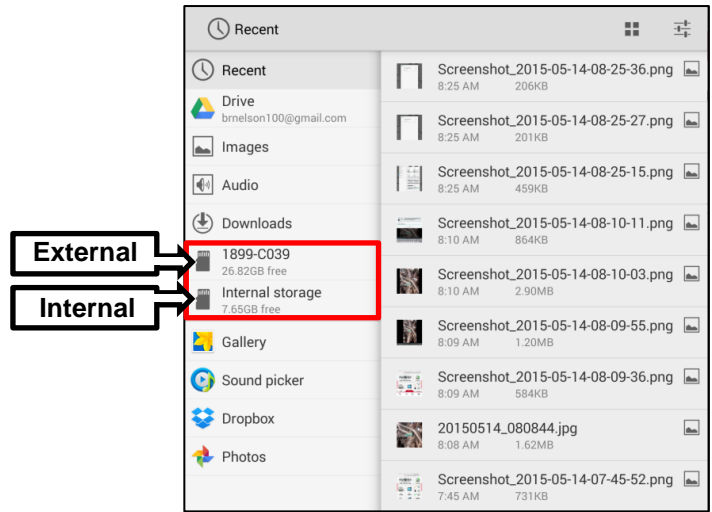 Recent
Recent
Drive
brnelson100@gmail.com
Images
Audio
Downloads
External
1899-C039
26.82GB free
Internal
Internal storage
7.65GB free
Gallery
Sound picker
Dropbox
Photos
Screenshot_2015-05-14-08-25-36.png
8:25 AM 206KB
Screenshot_2015-05-14-08-25-27.png
8:25 AM 201KB
Screenshot_2015-05-14-08-25-15.png
8:25 AM 459KB
Screenshot_2015-05-14-08-10-11.png
8:10 AM 864KB
Screenshot_2015-05-14-08-10-03.png
8:10 AM 2.90MB
Screenshot_2015-05-14-08-09-55.png
8:09 AM 1.20MB
Screenshot_2015-05-14-08-09-36.png
8:09 AM 584KB
20150514_080844.jpg
8:08 AM 1.62MB
Screenshot_2015-05-14-07-45-52.png
7:45 AM 731KB